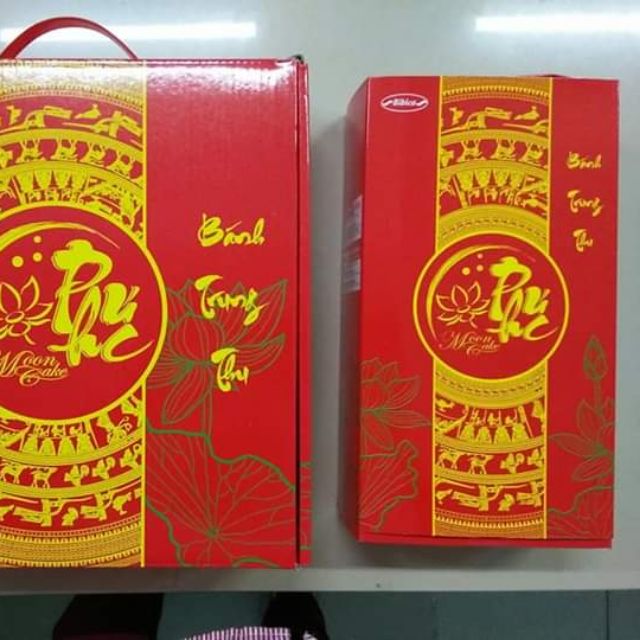 Phúc
Moon
Cake
Bánh
Trung
Thu
Bibica
Phúc
Moon
Cake
Bánh
Trung
Thu